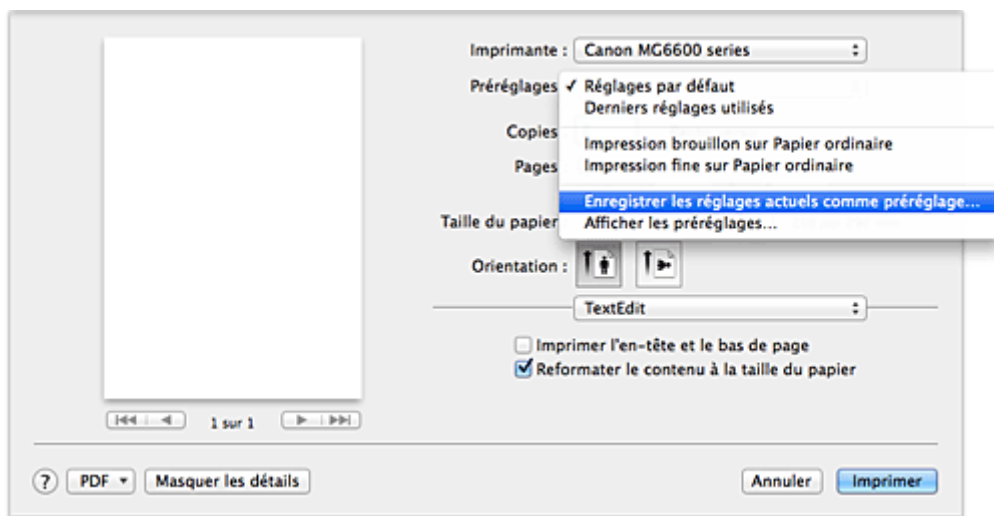 Imprimante : Canon MG6600 series
Préréglages ✓ Réglages par défaut
Derniers réglages utilisés
Copies
Impression brouillon sur Papier ordinaire
Pages Impression fine sur Papier ordinaire
Enregistrer les réglages actuels comme préréglage...
Taille du papier Afficher les préréglages...
Orientation :
TextEdit
Imprimer l'en-tête et le bas de page
Reformater le contenu à la taille du papier
1 sur 1
? PDF Masquer les détails Annuler Imprimer